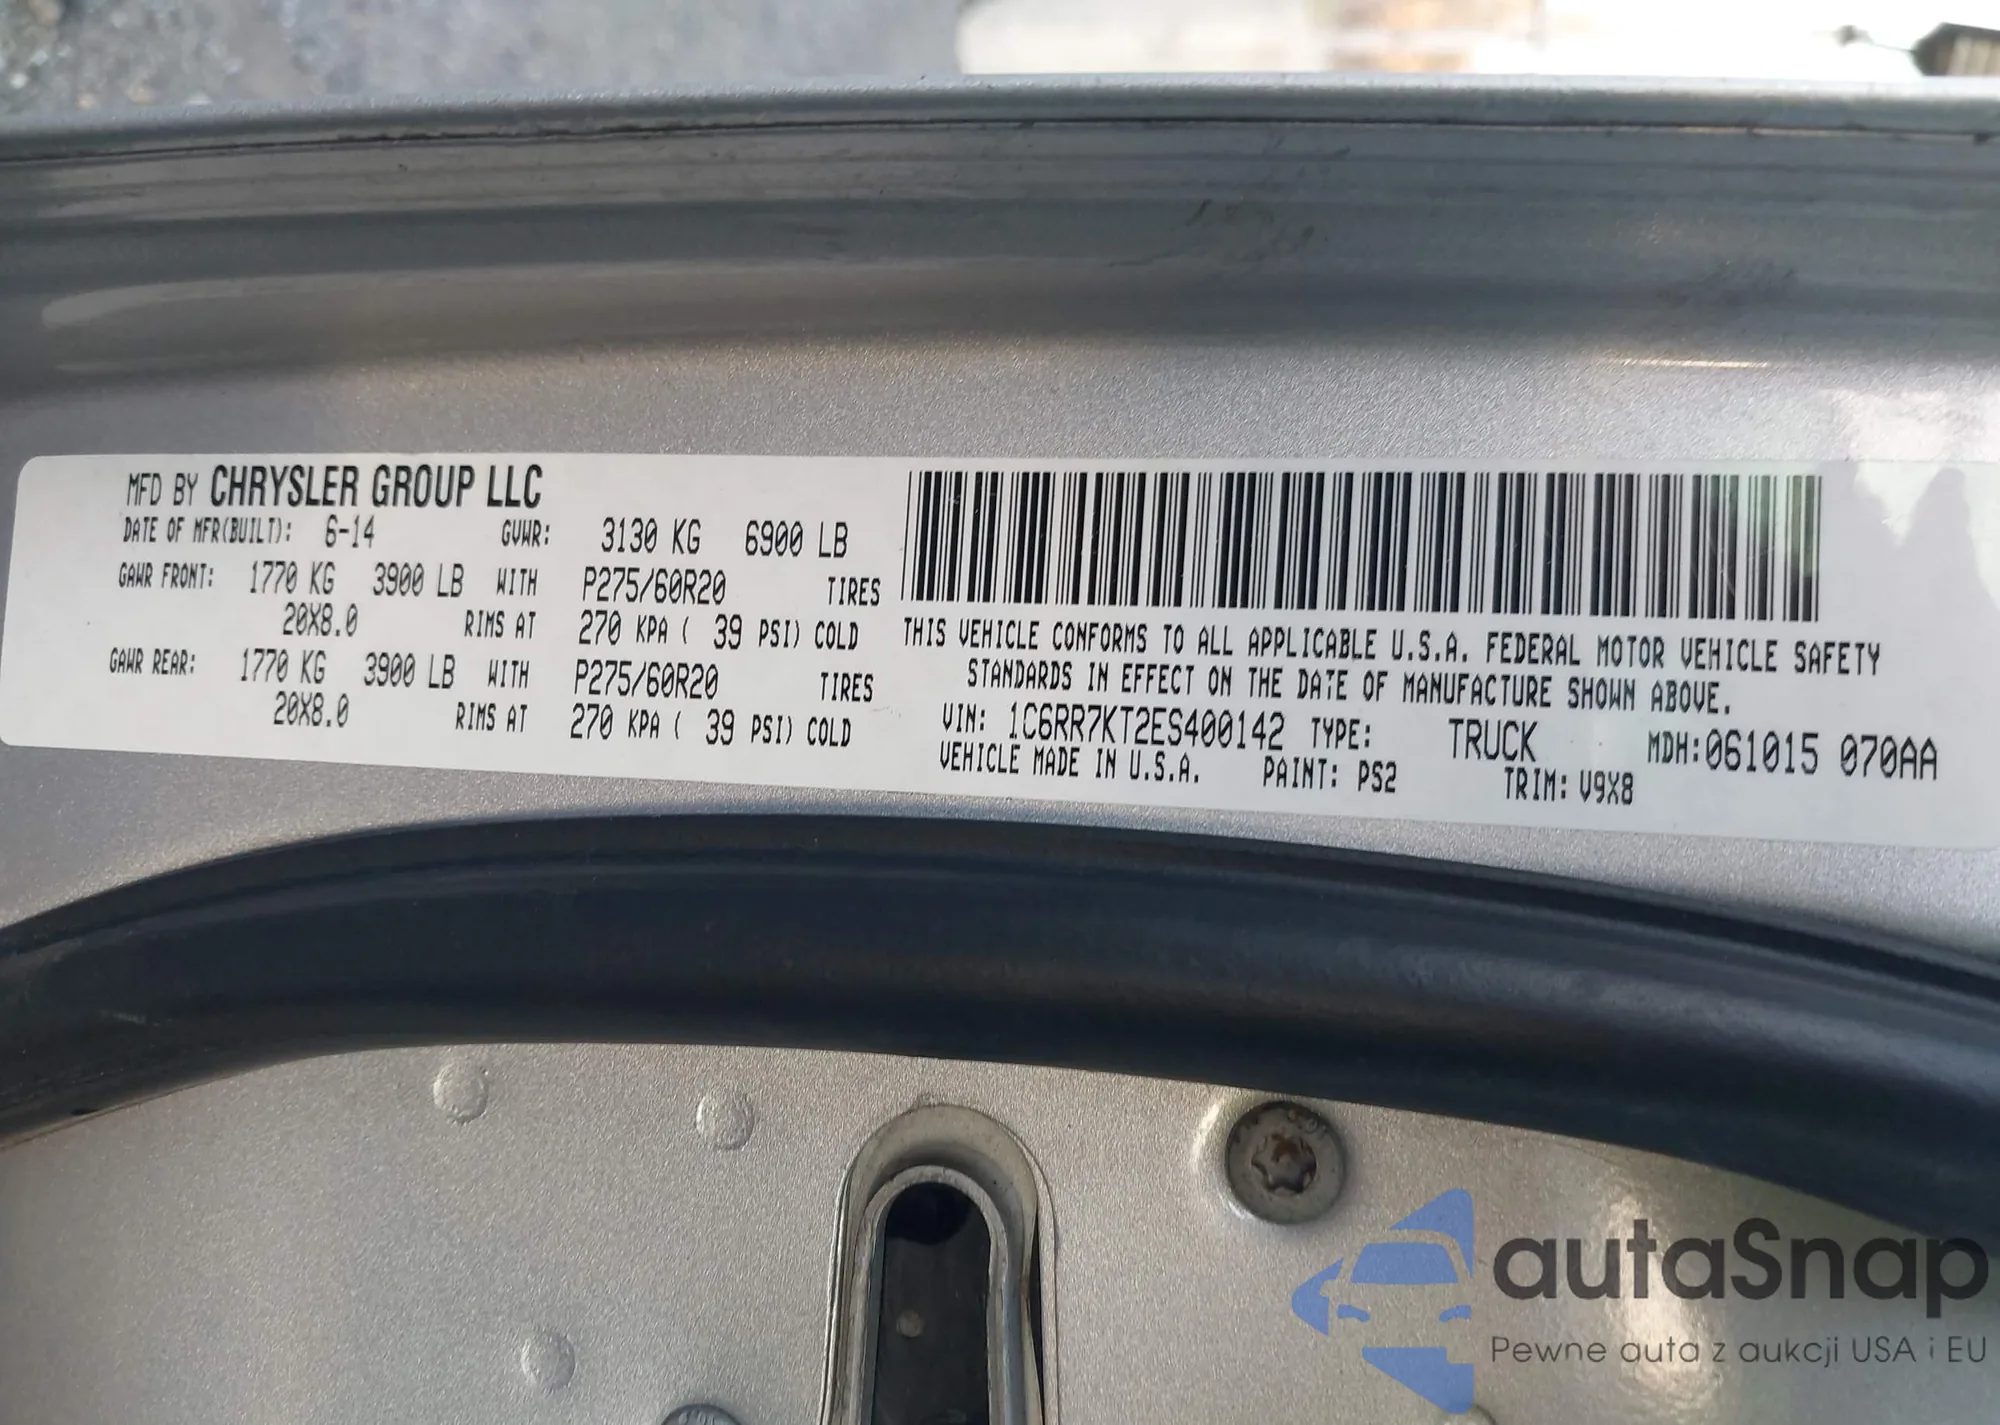 MFD BY CHRYSLER GROUP LLC
DATE OF MFR(BUILT): 6-14 GVWR: 3130 KG 6900 LB
GAWR FRONT: 1770 KG 3900 LB WITH P275/60R20 TIRES
20X8.0 RIMS AT 270 KPA ( 39 PSI) COLD
GAWR REAR: 1770 KG 3900 LB WITH P275/60R20 TIRES
20X8.0 RIMS AT 270 KPA ( 39 PSI) COLD
THIS VEHICLE CONFORMS TO ALL APPLICABLE U.S.A. FEDERAL MOTOR VEHICLE SAFETY
STANDARDS IN EFFECT ON THE DATE OF MANUFACTURE SHOWN ABOVE.
VIN: 1C6RR7KT2ES400142 TYPE: TRUCK MDH:061015 070AA
VEHICLE MADE IN U.S.A. PAINT: PS2 TRIM: V9X8
autaSnap
Pewne auta z aukcji USA i EU